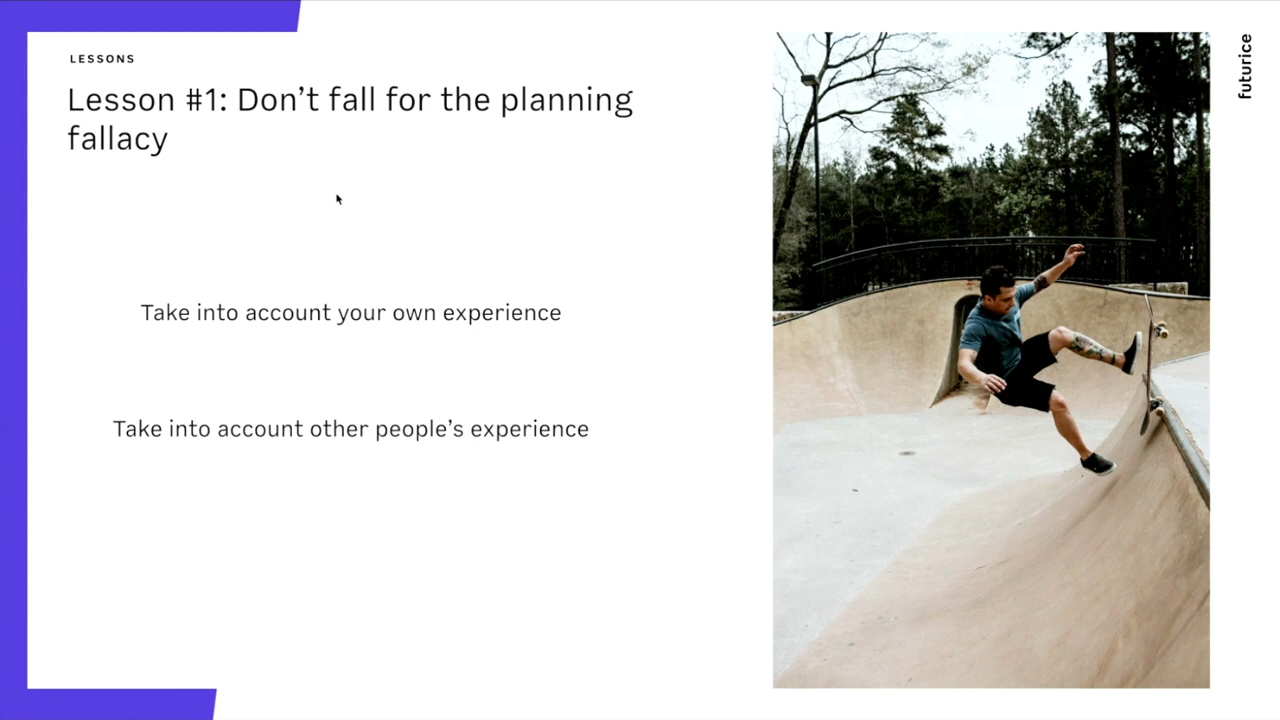 LESSONS
Lesson #1: Don’t fall for the planning
fallacy
Take into account your own experience
Take into account other people’s experience
futurice